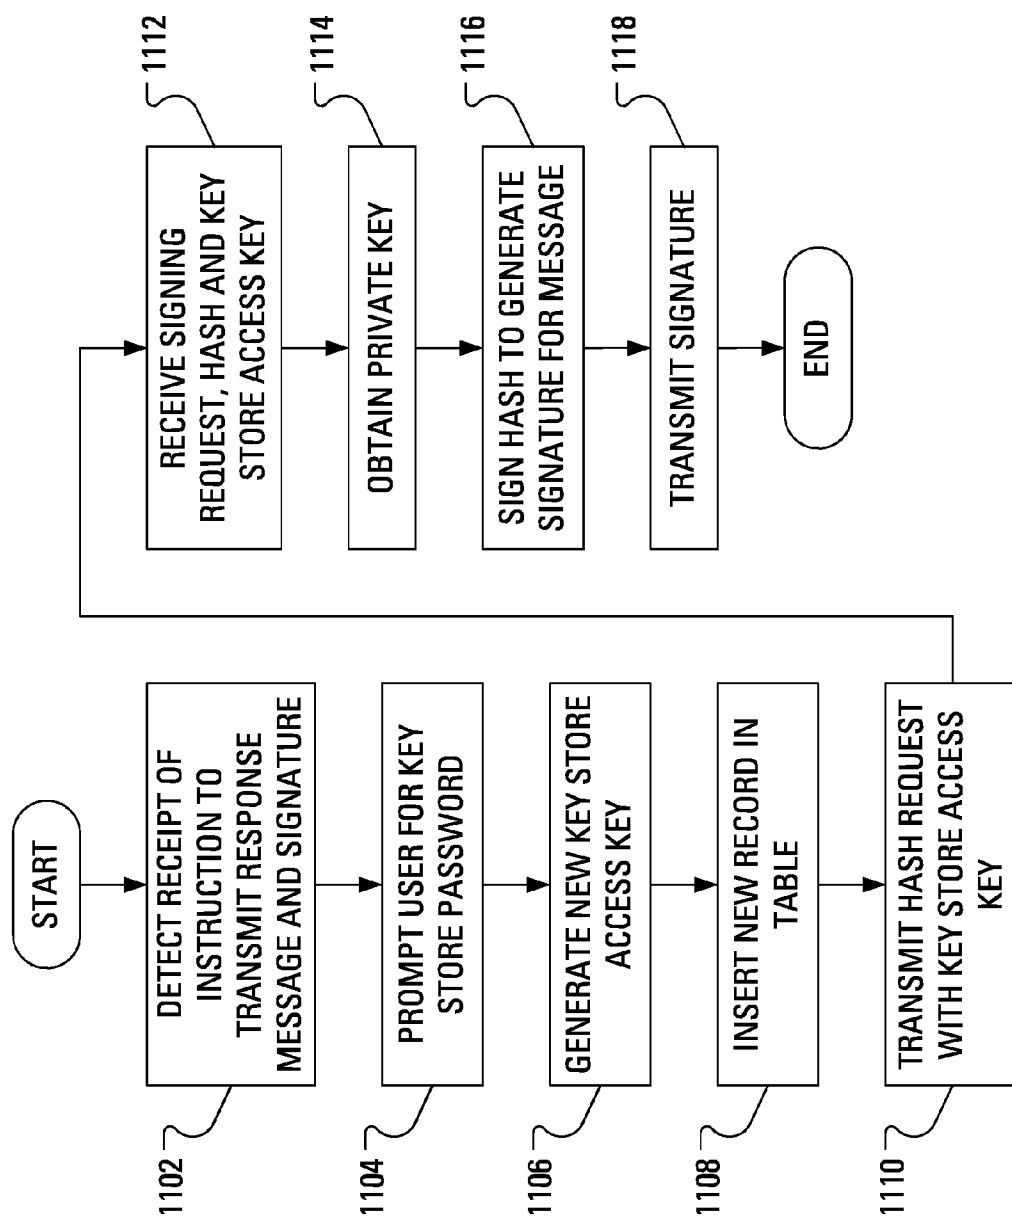 START
DETECT RECEIPT OF
INSTRUCTION TO
TRANSMIT RESPONSE
MESSAGE AND SIGNATURE
1102
PROMPT USER FOR KEY
STORE PASSWORD
1104
GENERATE NEW KEY STORE
ACCESS KEY
1106
INSERT NEW RECORD IN
TABLE
1108
TRANSMIT HASH REQUEST
WITH KEY STORE ACCESS
KEY
1110
RECEIVE SIGNING
REQUEST, HASH AND KEY
STORE ACCESS KEY
1112
OBTAIN PRIVATE KEY
1114
SIGN HASH TO GENERATE
SIGNATURE FOR MESSAGE
1116
TRANSMIT SIGNATURE
1118
END